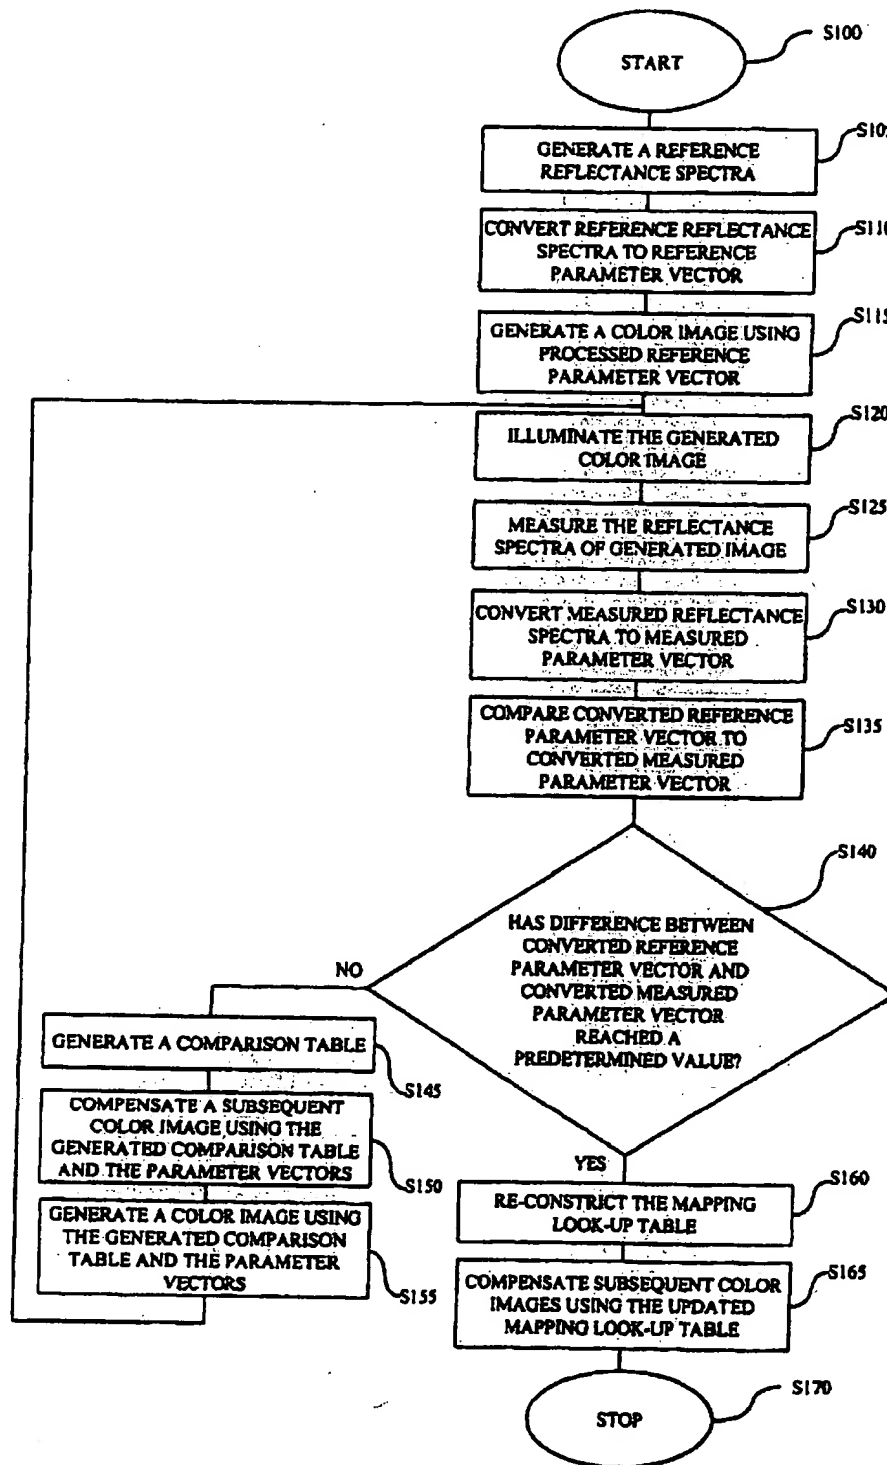 S100
START
S105
GENERATE A REFERENCE
REFLECTANCE SPECTRA
S110
CONVERT REFERENCE REFLECTANCE
SPECTRA TO REFERENCE
PARAMETER VECTOR
S115
GENERATE A COLOR IMAGE USING
PROCESSED REFERENCE
PARAMETER VECTOR
S120
ILLUMINATE THE GENERATED
COLOR IMAGE
S125
MEASURE THE REFLECTANCE
SPECTRA OF GENERATED IMAGE
S130
CONVERT MEASURED REFLECTANCE
SPECTRA TO MEASURED
PARAMETER VECTOR
S135
COMPARE CONVERTED REFERENCE
PARAMETER VECTOR TO
CONVERTED MEASURED
PARAMETER VECTOR
S140
HAS DIFFERENCE BETWEEN
CONVERTED REFERENCE
PARAMETER VECTOR AND
CONVERTED MEASURED
PARAMETER VECTOR
REACHED A
PREDETERMINED VALUE?
NO
GENERATE A COMPARISON TABLE
S145
COMPENSATE A SUBSEQUENT
COLOR IMAGE USING THE
GENERATED COMPARISON TABLE
AND THE PARAMETER VECTORS
S150
GENERATE A COLOR IMAGE USING
THE GENERATED COMPARISON
TABLE AND THE PARAMETER
VECTORS
S155
YES
S160
RE-CONSTRICT THE MAPPING
LOOK-UP TABLE
S165
COMPENSATE SUBSEQUENT COLOR
IMAGES USING THE UPDATED
MAPPING LOOK-UP TABLE
S170
STOP